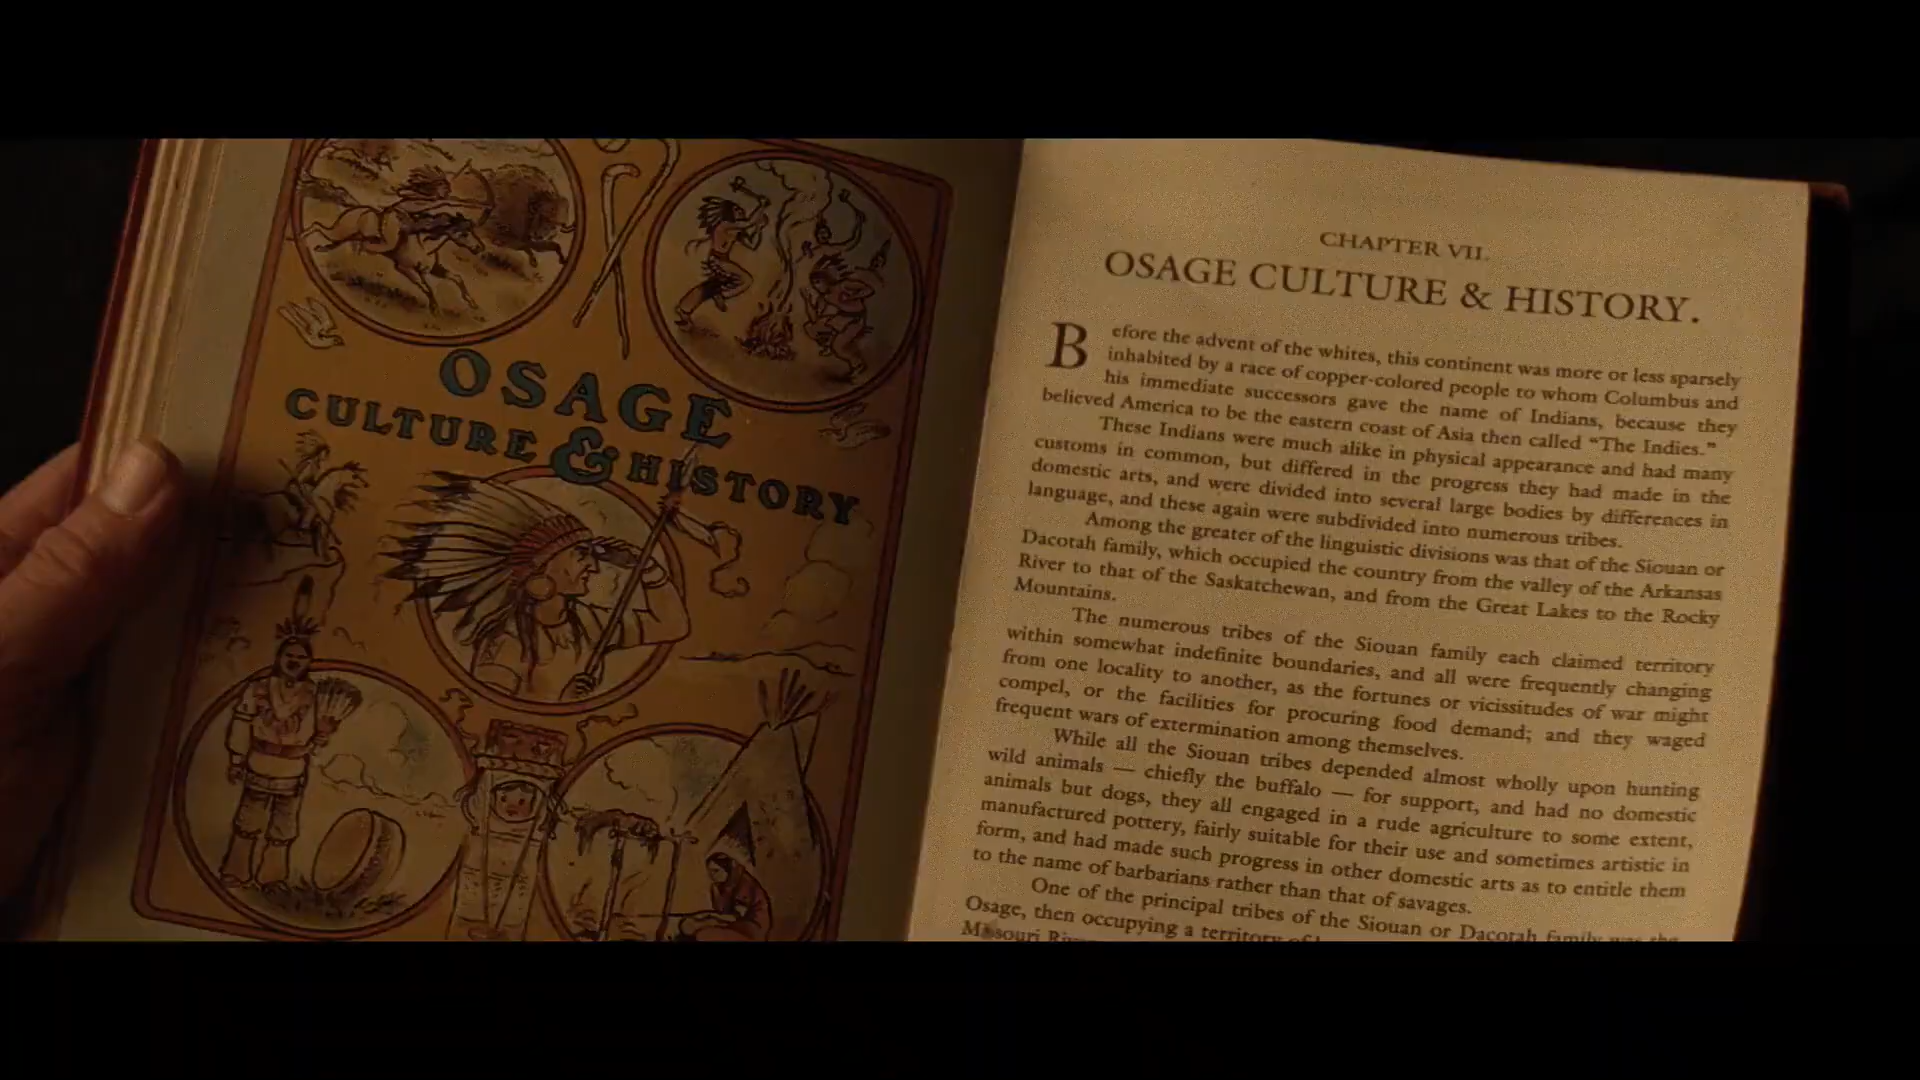 OSAGE
CULTURE & HISTORY
CHAPTER VII.
OSAGE CULTURE & HISTORY.
Before the advent of the whites, this continent was more or less sparsely
inhabited by a race of copper-colored people to whom Columbus and
his immediate successors gave the name of Indians, because they
believed America to be the eastern coast of Asia then called “The Indies.”
These Indians were much alike in physical appearance and had many
customs in common, but differed in the progress they had made in the
domestic arts, and were divided into several large bodies by differences in
language, and these again were subdivided into numerous tribes.
Among the greater of the linguistic divisions was that of the Siouan or
Dacotah family, which occupied the country from the valley of the Arkansas
River to that of the Saskatchewan, and from the Great Lakes to the Rocky
Mountains.
The numerous tribes of the Siouan family each claimed territory
within somewhat indefinite boundaries, and all were frequently changing
from one locality to another, as the fortunes or vicissitudes of war might
compel, or the facilities for procuring food demand; and they waged
frequent wars of extermination among themselves.
While all the Siouan tribes depended almost wholly upon hunting
wild animals — chiefly the buffalo — for support, and had no domestic
animals but dogs, they all engaged in a rude agriculture to some extent,
manufactured pottery, fairly suitable for their use and sometimes artistic in
form, and had made such progress in other domestic arts as to entitle them
to the name of barbarians rather than that of savages.
One of the principal tribes of the Siouan or Dacotah family was the
Osage, then occupying a territory of
Missouri